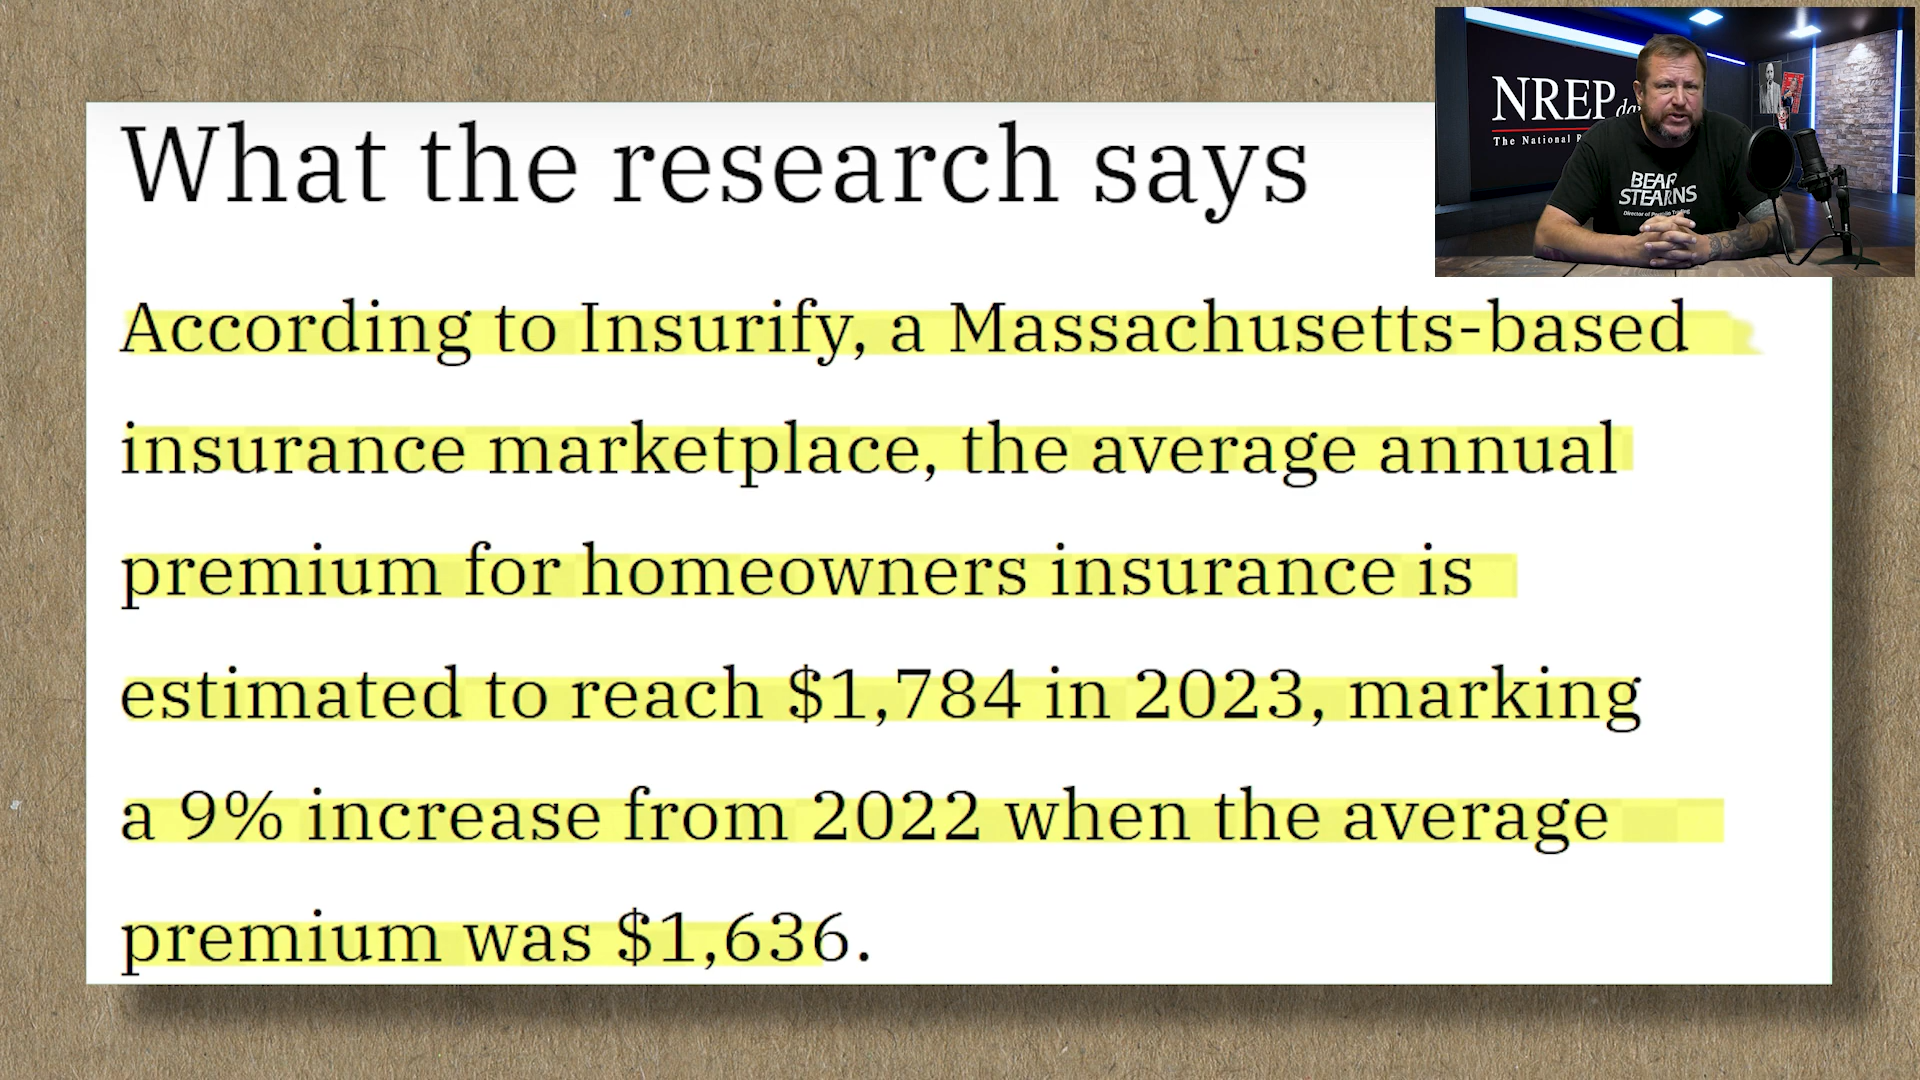 What the research says
According to Insurify, a Massachusetts-based
insurance marketplace, the average annual
premium for homeowners insurance is
estimated to reach $1,784 in 2023, marking
a 9% increase from 2022 when the average
premium was $1,636.
NREP
The National
BEAR
STEARNS
Director of